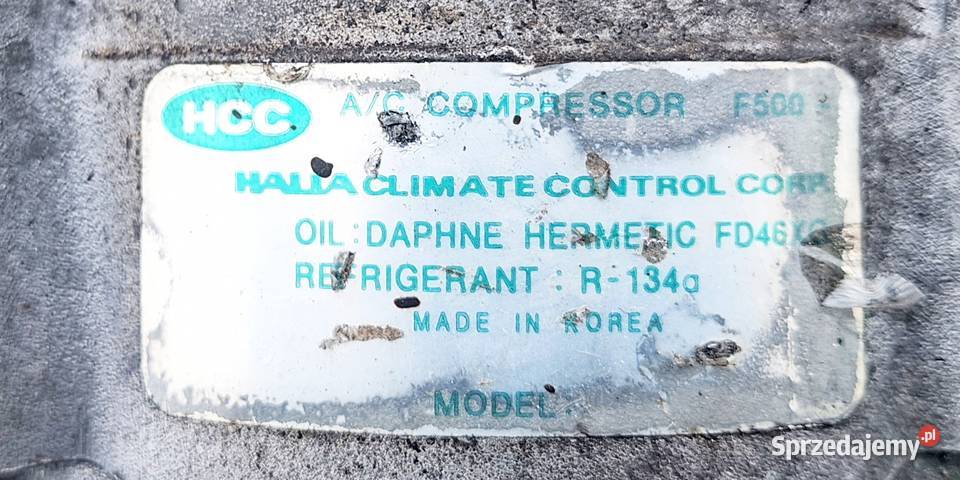 HCC
A/C COMPRESSOR F500
HALLA CLIMATE CONTROL CORP.
OIL: DAPHNE HERMETIC
REFRIGERANT : R-134a
MADE IN KOREA
MODEL:
Sprzedajemy.pl